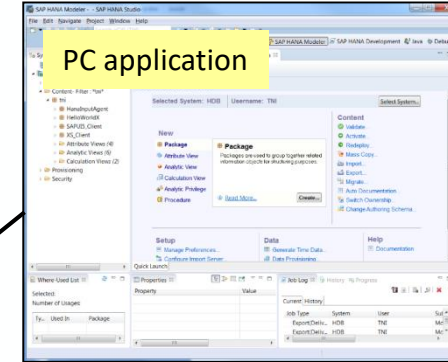 SAP HANA Modeler - - SAP HANA Studio
File Edit Navigate Project Window Help
PC application
SAP HANA Modeler SAP HANA Development Java Debu
Content- Filter : "tni"
tni
HanaInputAgent
HelloWorldX
SAPUI5_Client
XS_Client
Attribute Views (4)
Analytic Views (6)
Calculation Views (2)
Provisioning
Security
Selected System: HDB Username: TNI
Select System...
New
Package
Attribute View
Analytic View
Calculation View
Analytic Privilege
Procedure
Package
Packages are used to group together related
information objects for structuring purposes.
Read More...
Create...
Content
Validate
Activate...
Redeploy
Mass Copy...
Import...
Export...
Migrate...
Auto Documentation
Switch Ownership...
Change Authoring Schema...
Setup
Manage Preferences...
Configure Import Server...
Data
Generate Time Data...
Data Provisioning...
Help
Documentation
Quick Launch
Where-Used List
Selected:
Number of Usages:
Ty... Used In Package
Properties
Property Value
Job Log History Progress
Current History
Job Type System User
Export:Deliv... HDB TNI
Export:Deliv... HDB TNI